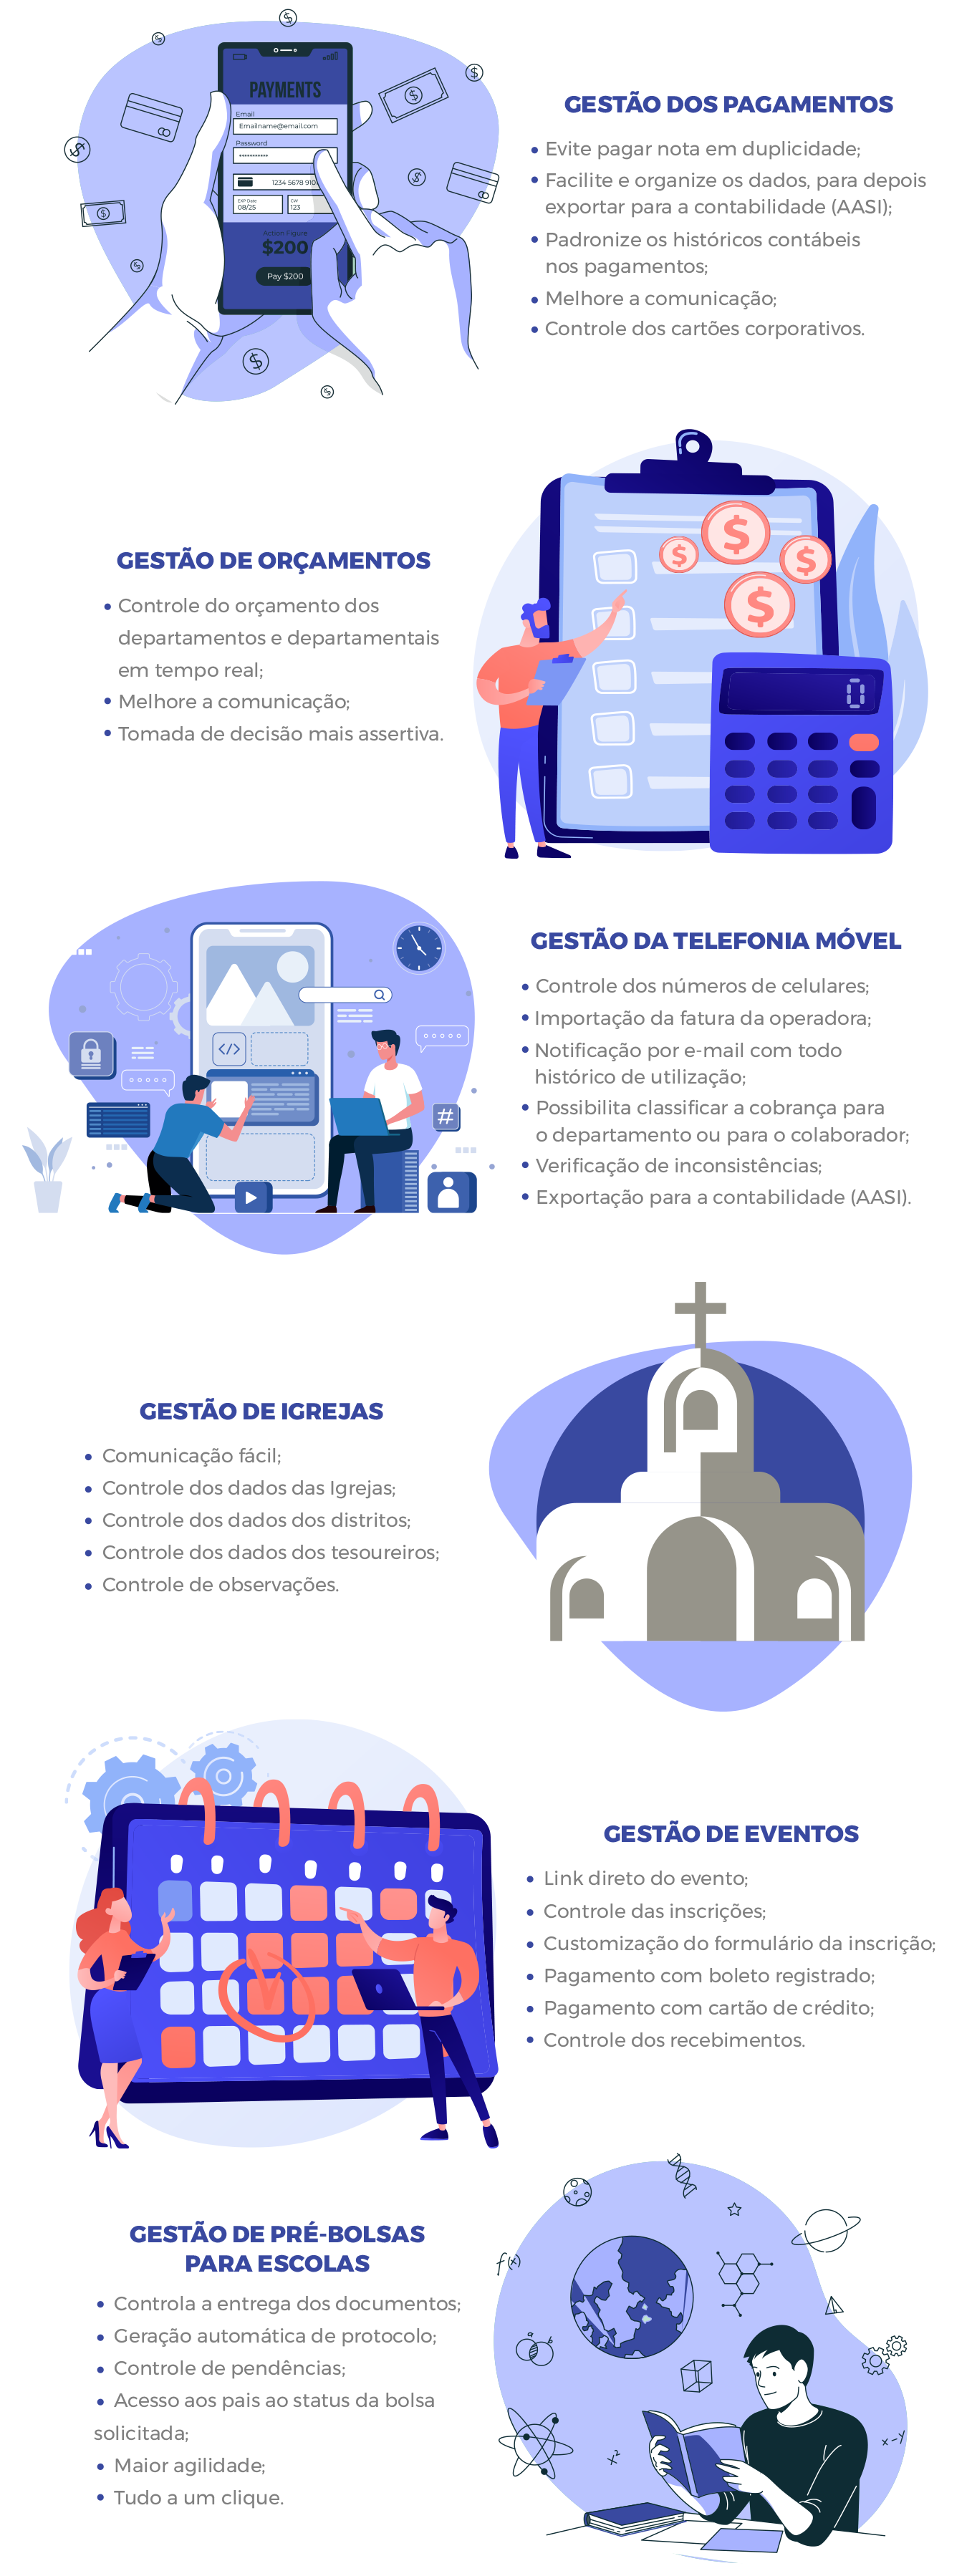 PAYMENTS
Email
Emailname@email.com
Password
***********
1234 5678 910
EXP Date
08/25
CW
123
Action Figure
$200
Pay $200
GESTÃO DOS PAGAMENTOS
• Evite pagar nota em duplicidade;
• Facilite e organize os dados, para depois
exportar para a contabilidade (AASI);
• Padronize os históricos contábeis
nos pagamentos;
• Melhore a comunicação;
• Controle dos cartões corporativos.
GESTÃO DE ORÇAMENTOS
• Controle do orçamento dos
departamentos e departamentais
em tempo real;
• Melhore a comunicação;
• Tomada de decisão mais assertiva.
0
GESTÃO DA TELEFONIA MÓVEL
• Controle dos números de celulares;
• Importação da fatura da operadora;
• Notificação por e-mail com todo
histórico de utilização;
• Possibilita classificar a cobrança para
o departamento ou para o colaborador;
• Verificação de inconsistências;
• Exportação para a contabilidade (AASI).
</>
#
GESTÃO DE IGREJAS
• Comunicação fácil;
• Controle dos dados das Igrejas;
• Controle dos dados dos distritos;
• Controle dos dados dos tesoureiros;
• Controle de observações.
GESTÃO DE EVENTOS
• Link direto do evento;
• Controle das inscrições;
• Customização do formulário da inscrição;
• Pagamento com boleto registrado;
• Pagamento com cartão de crédito;
• Controle dos recebimentos.
GESTÃO DE PRÉ-BOLSAS
PARA ESCOLAS
• Controla a entrega dos documentos;
• Geração automática de protocolo;
• Controle de pendências;
• Acesso aos pais ao status da bolsa
solicitada;
• Maior agilidade;
• Tudo a um clique.
f(x)
a b
x²
x-y